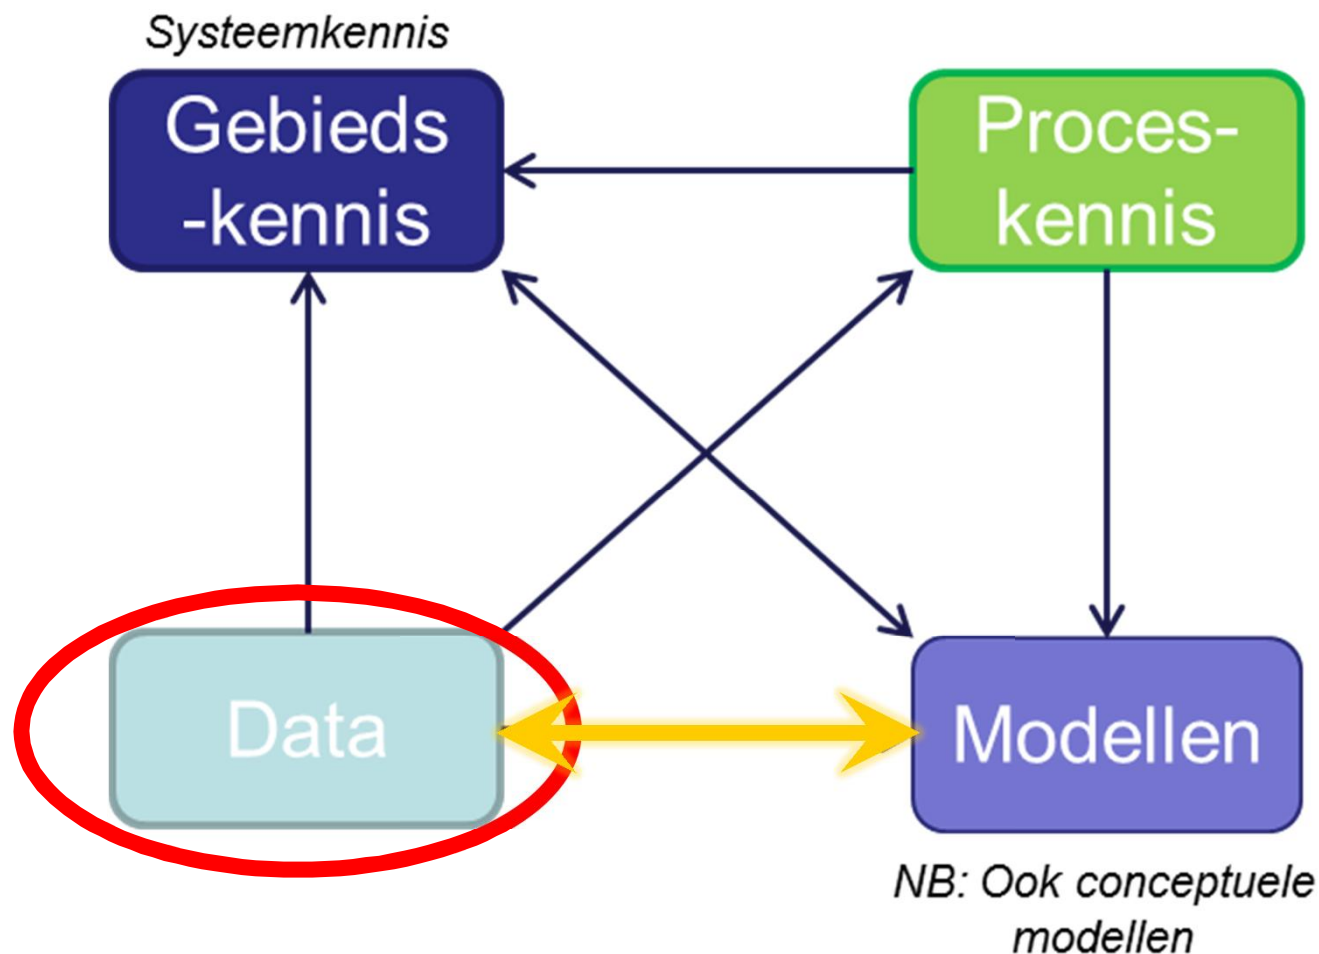 Systeemkennis
Gebieds
-kennis
Proces-
kennis
Data
Modellen
NB: Ook conceptuele
modellen